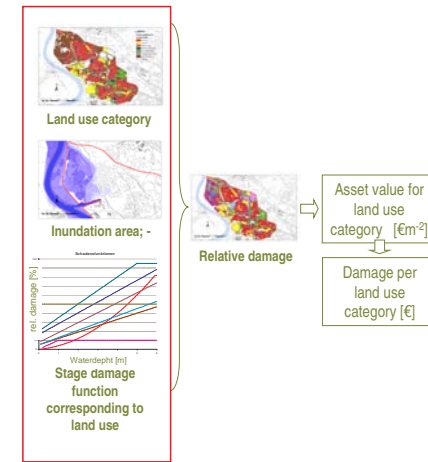 Land use category
Inundation area; -
Schadensfunktionen
rel. damage [%]
Waterdepht [m]
Stage damage
function
corresponding to
land use
Relative damage
Asset value for
land use
category [€m-2]
Damage per
land use
category [€]